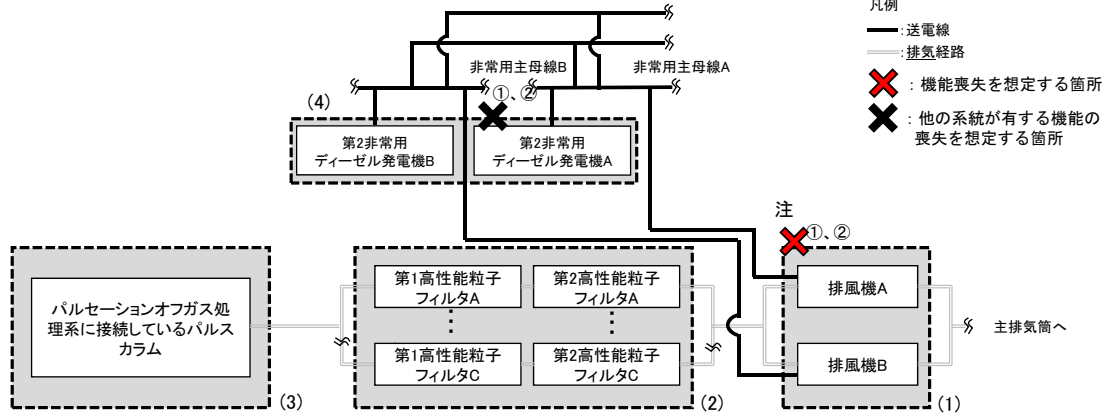 凡例
:送電線
:排気経路
: 機能喪失を想定する箇所
: 他の系統が有する機能の
喪失を想定する箇所
非常用主母線B
非常用主母線A
①、②
(4)
第2非常用
ディーゼル発電機B
第2非常用
ディーゼル発電機A
注
①、②
パルセーションオフガス処
理系に接続しているパルス
カラム
(3)
第1高性能粒子
フィルタA
第2高性能粒子
フィルタA
第1高性能粒子
フィルタC
第2高性能粒子
フィルタC
(2)
排風機A
排風機B
(1)
主排気筒へ